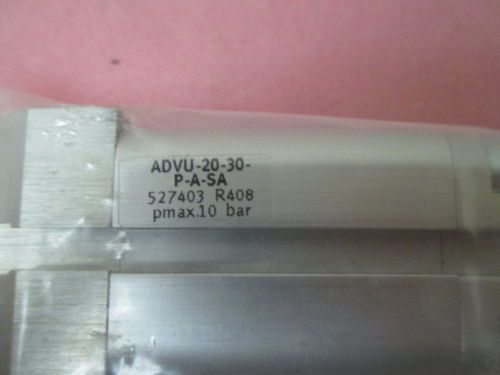 ADVU-20-30-
P-A-SA
527403 R408
pmax.10 bar